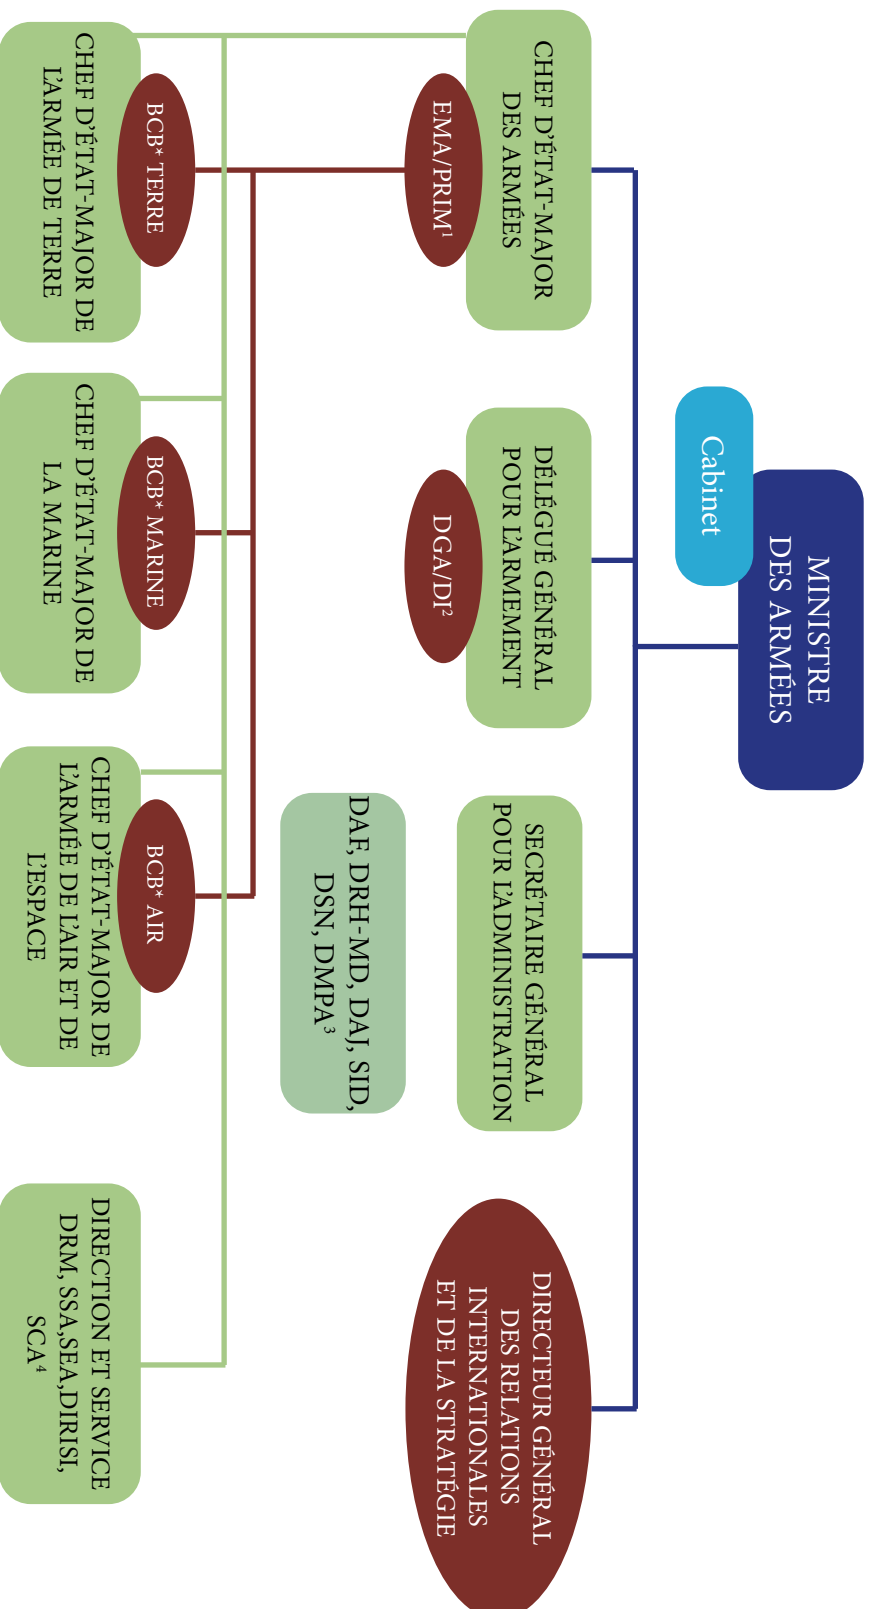 MINISTRE
DES ARMÉES
Cabinet
CHEF D'ÉTAT-MAJOR
DES ARMÉES
EMA/PRIM¹
DÉLÉGUÉ GÉNÉRAL
POUR L'ARMEMENT
DGA/DI²
SECRÉTAIRE GÉNÉRAL
POUR L'ADMINISTRATION
DIRECTEUR GÉNÉRAL
DES RELATIONS
INTERNATIONALES
ET DE LA STRATÉGIE
DAF, DRH-MD, DAJ, SID,
DSN, DMPA³
BCB* TERRE
CHEF D'ÉTAT-MAJOR DE
L'ARMÉE DE TERRE
BCB* MARINE
CHEF D'ÉTAT-MAJOR DE
LA MARINE
BCB* AIR
CHEF D'ÉTAT-MAJOR DE
L'ARMÉE DE L'AIR ET DE
L'ESPACE
DIRECTION ET SERVICE
DRM, SSA,SEA,DIRISI,
SCA⁴